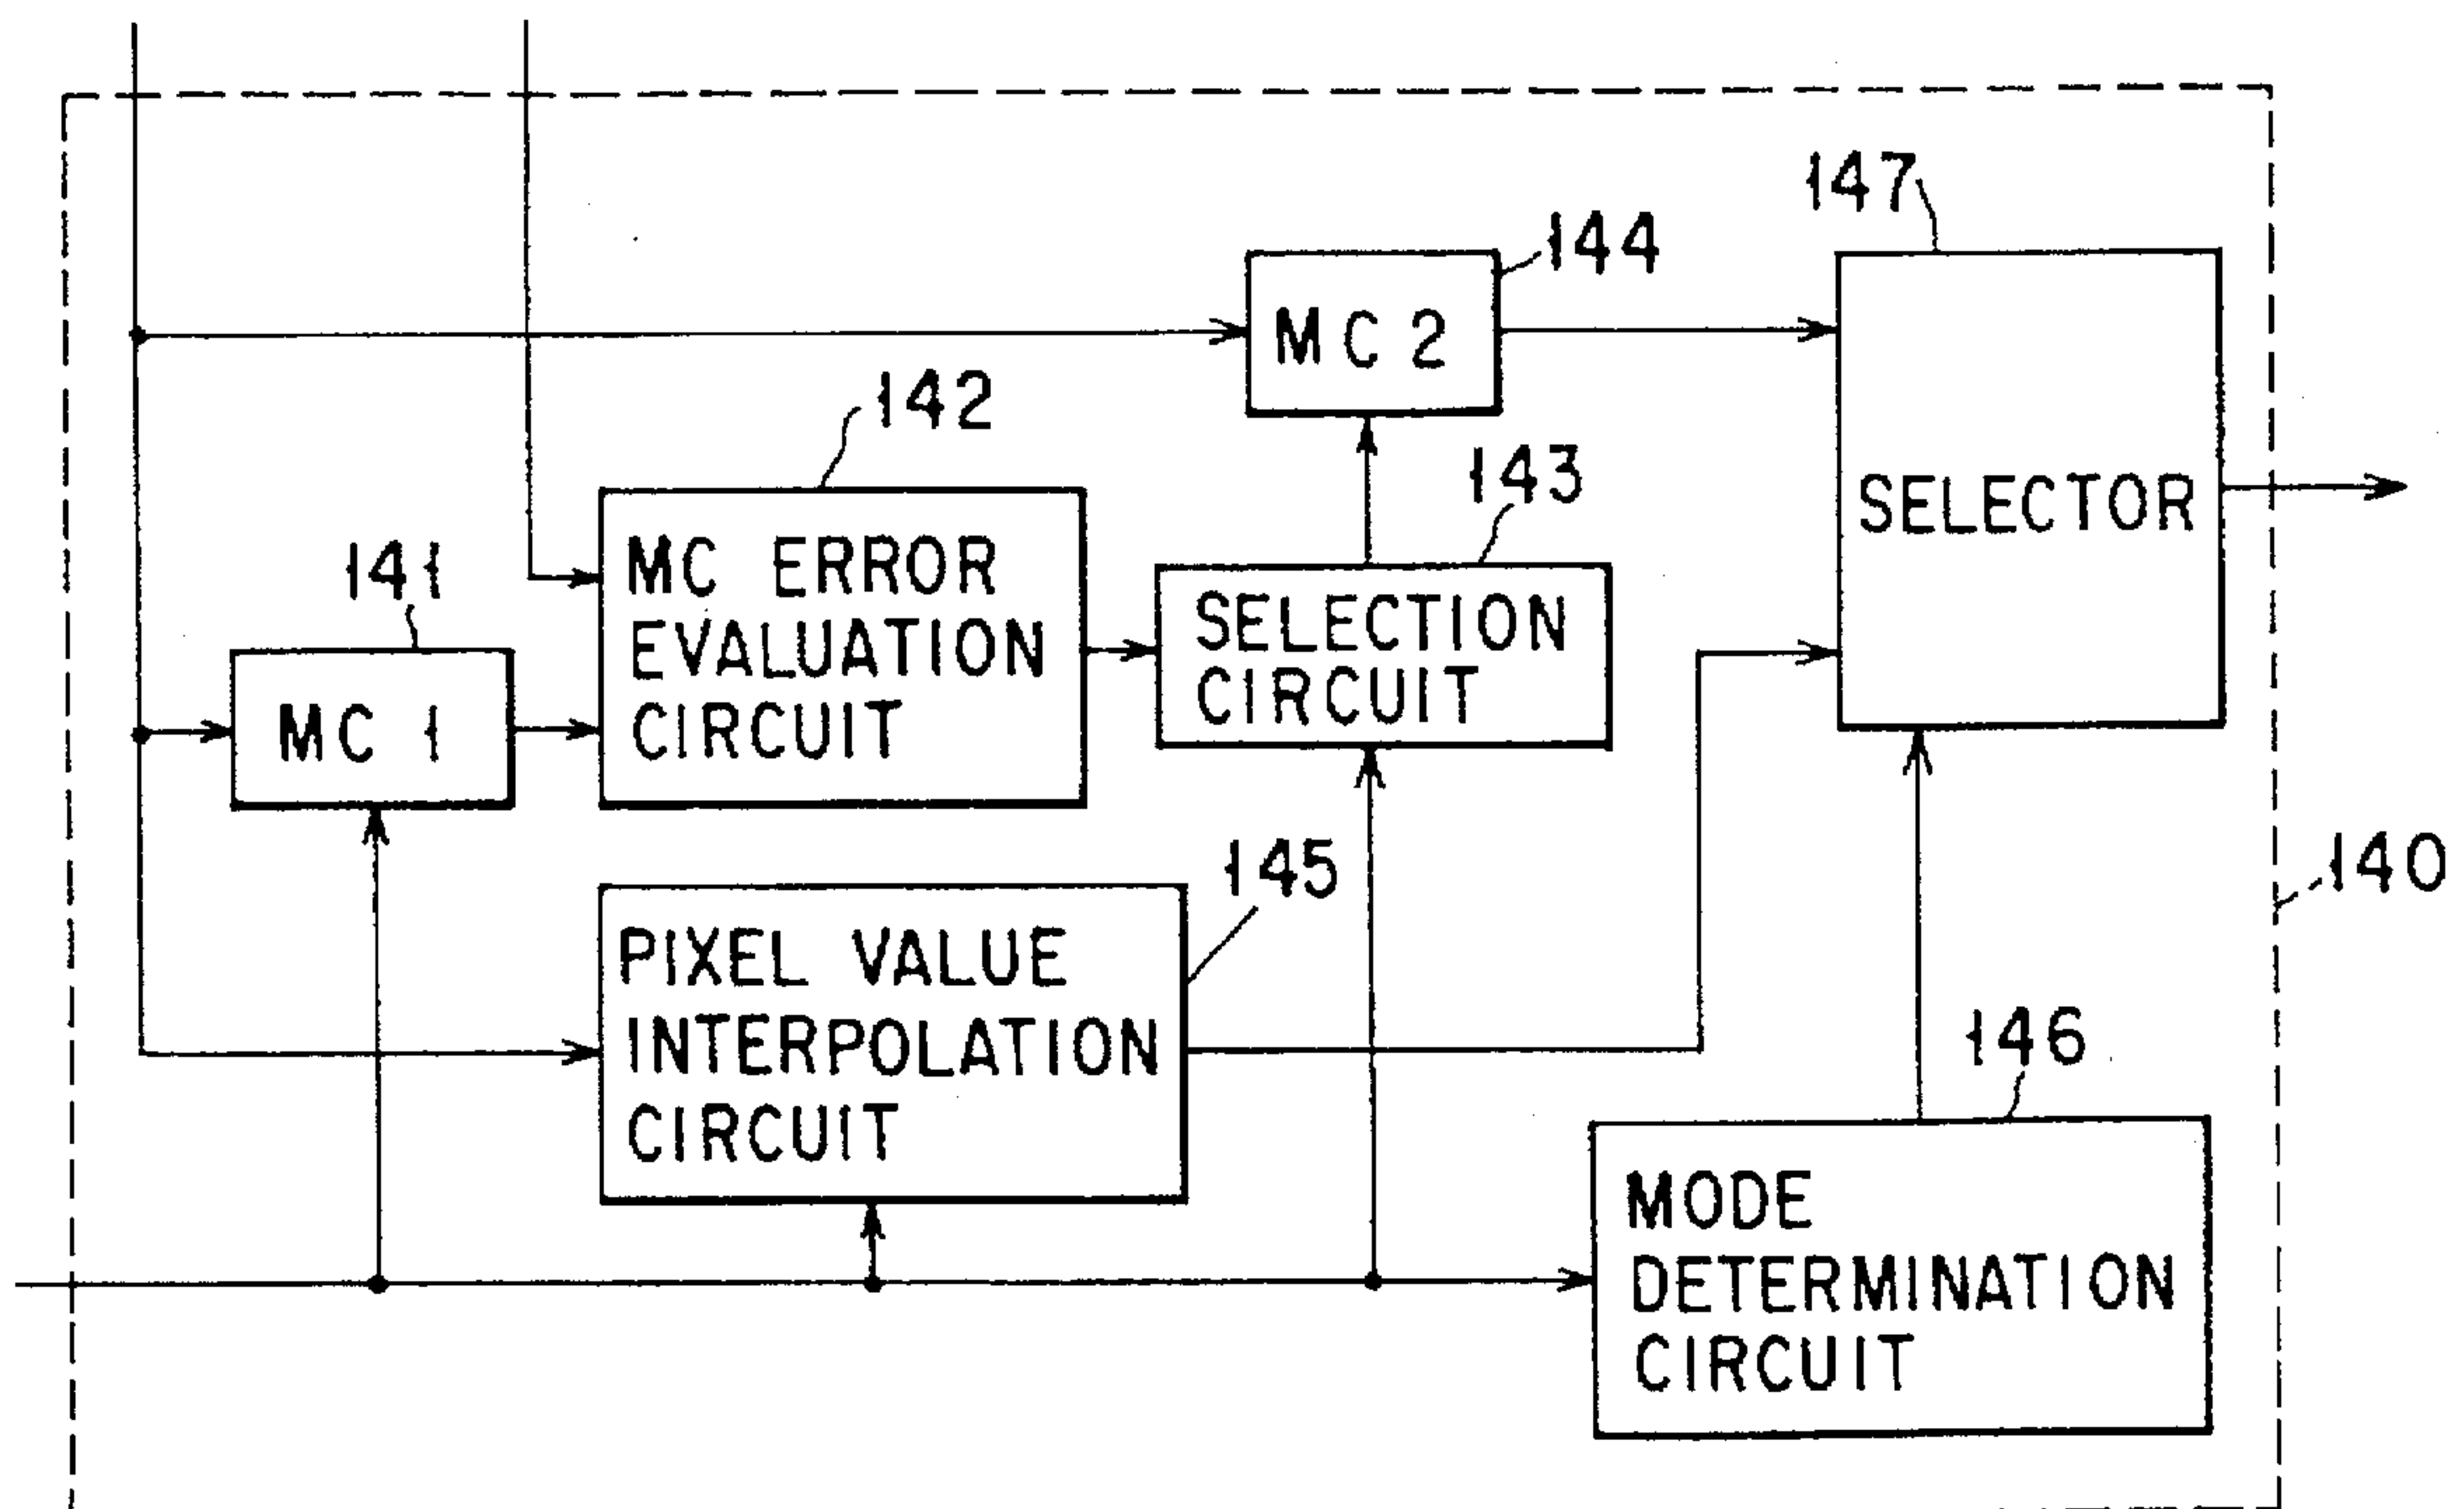 147
144
MC 2
142
143
SELECTOR
141
MC ERROR
EVALUATION
CIRCUIT
SELECTION
CIRCUIT
MC 1
145
140
PIXEL VALUE
INTERPOLATION
CIRCUIT
146
MODE
DETERMINATION
CIRCUIT